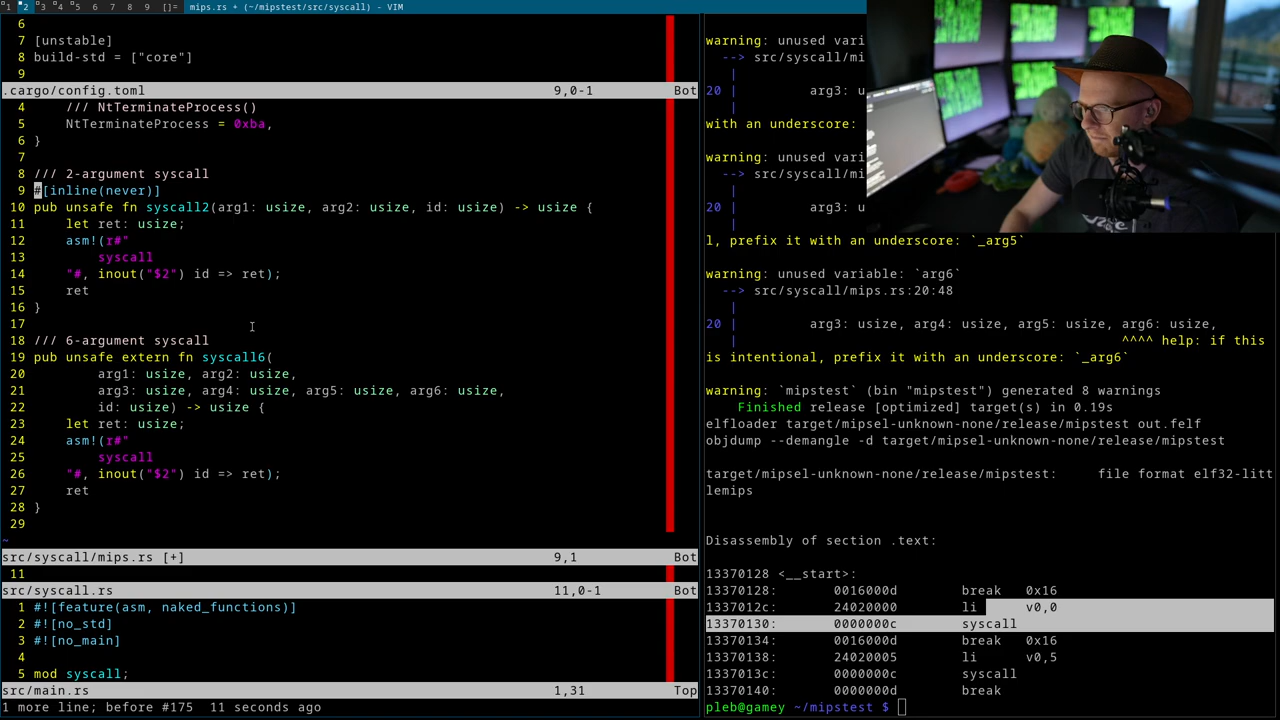 1 2 3 4 5 6 7 8 9 []= mips.rs + (~/mipstest/src/syscall) - VIM
6
7 [unstable]
8 build-std = ["core"]
9
.cargo/config.toml 9,0-1 Bot
4 /// NtTerminateProcess()
5 NtTerminateProcess = 0xba,
6 }
7
8 /// 2-argument syscall
9 #[inline(never)]
10 pub unsafe fn syscall2(arg1: usize, arg2: usize, id: usize) -> usize {
11 let ret: usize;
12 asm!(r#"
13 syscall
14 "#, inout("$2") id => ret);
15 ret
16 }
17
18 /// 6-argument syscall
19 pub unsafe extern fn syscall6(
20 arg1: usize, arg2: usize,
21 arg3: usize, arg4: usize, arg5: usize, arg6: usize,
22 id: usize) -> usize {
23 let ret: usize;
24 asm!(r#"
25 syscall
26 "#, inout("$2") id => ret);
27 ret
28 }
29
~
src/syscall/mips.rs [+] 9,1 Bot
11
src/syscall.rs 11,0-1 Bot
1 #![feature(asm, naked_functions)]
2 #![no_std]
3 #![no_main]
4
5 mod syscall;
src/main.rs 1,31 Top
1 more line; before #175 11 seconds ago
warning: unused vari
--> src/syscall/mi
|
20 | arg3: u
|
with an underscore:
warning: unused vari
--> src/syscall/mi
|
20 | arg3: u
|
l, prefix it with an underscore: `_arg5`
warning: unused variable: `arg6`
--> src/syscall/mips.rs:20:48
|
20 | arg3: usize, arg4: usize, arg5: usize, arg6: usize,
| ^^^^ help: if this
is intentional, prefix it with an underscore: `_arg6`
warning: `mipstest` (bin "mipstest") generated 8 warnings
Finished release [optimized] target(s) in 0.19s
elfloader target/mipsel-unknown-none/release/mipstest out.felf
objdump --demangle -d target/mipsel-unknown-none/release/mipstest
target/mipsel-unknown-none/release/mipstest: file format elf32-litt
lemips
Disassembly of section .text:
13370128 <__start>:
13370128: 0016000d break 0x16
1337012c: 24020000 li v0,0
13370130: 0000000c syscall
13370134: 0016000d break 0x16
13370138: 24020005 li v0,5
1337013c: 0000000c syscall
13370140: 0000000d break
pleb@gamey ~/mipstest $